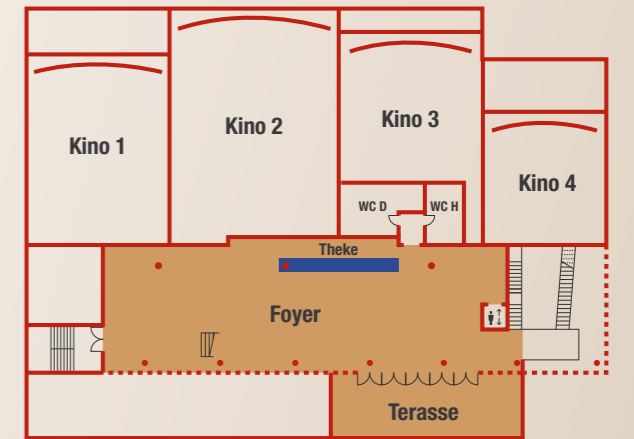 Kino 1
Kino 2
Kino 3
Kino 4
WC D
WC H
Theke
Foyer
Terasse